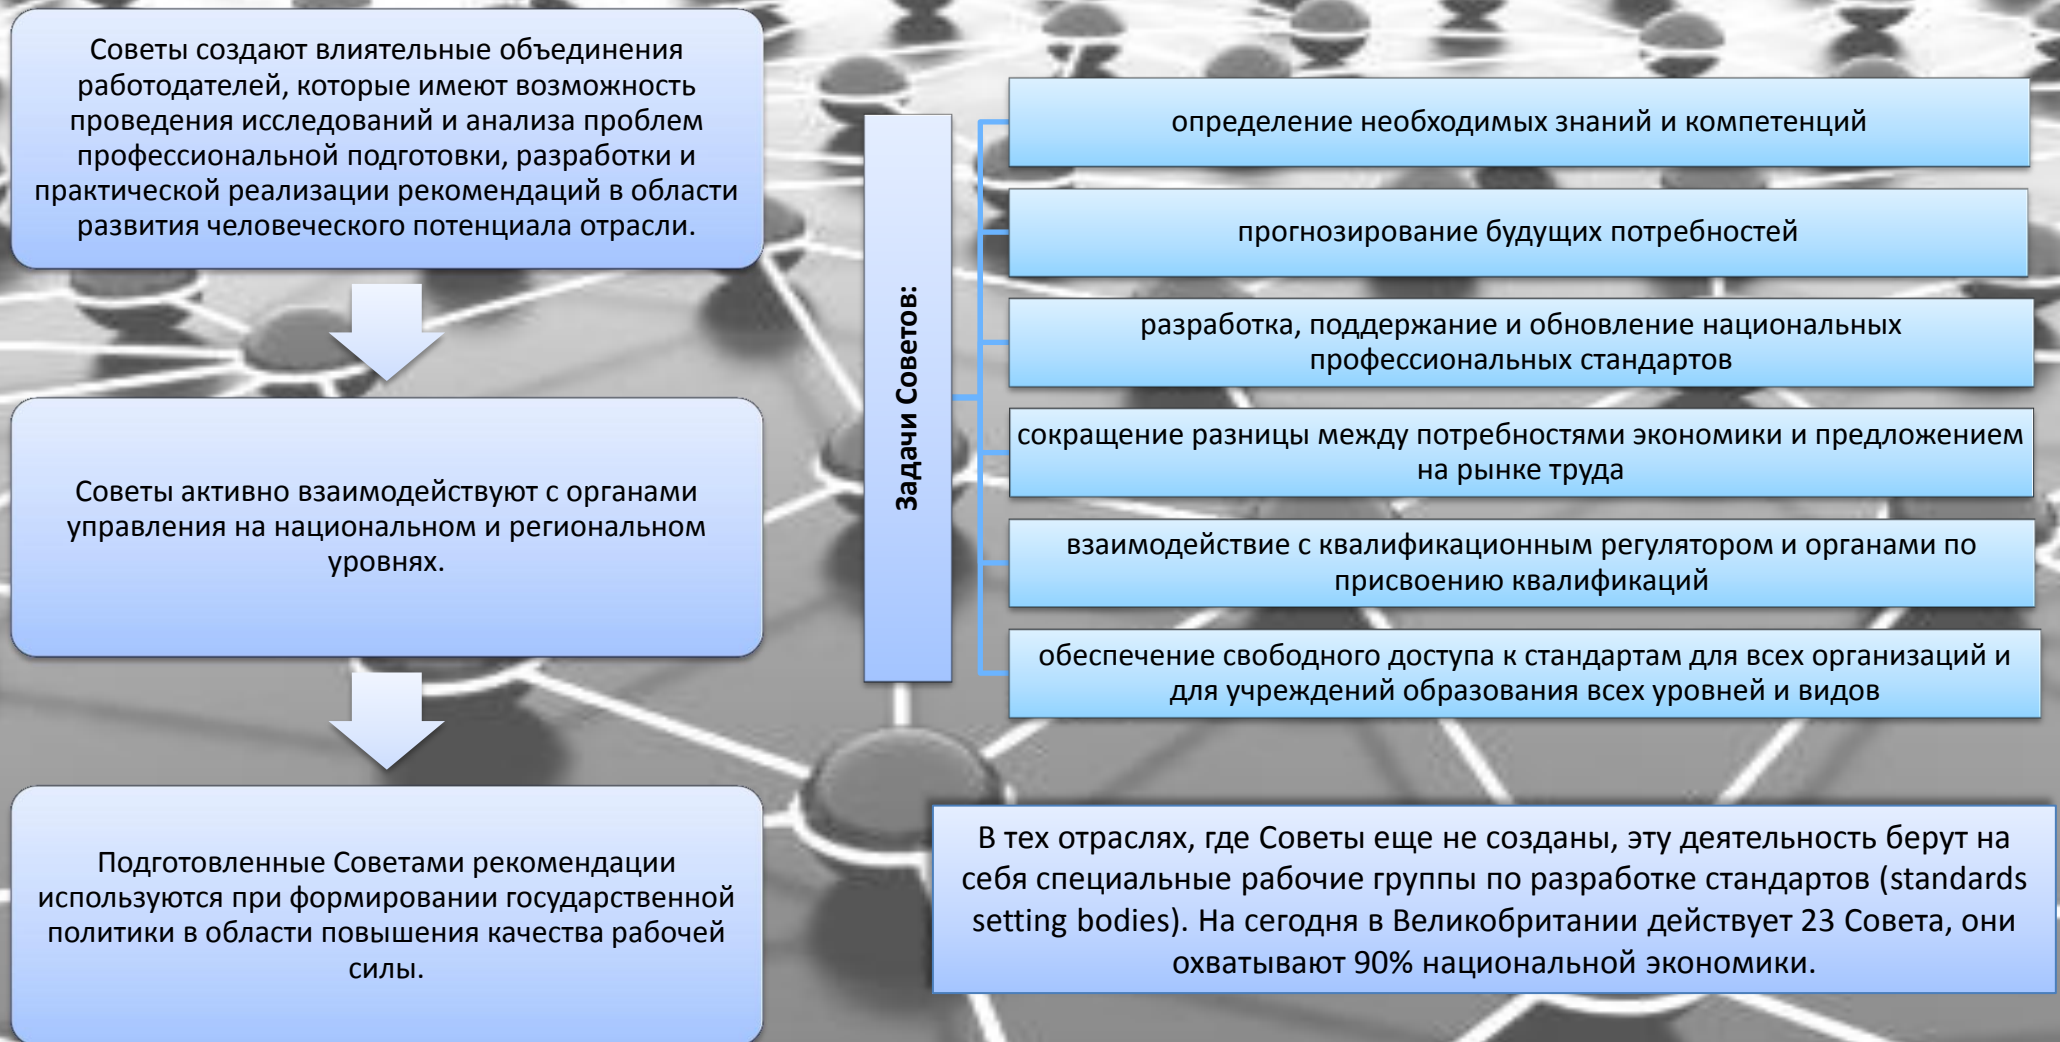 Советы создают влиятельные объединения
работодателей, которые имеют возможность
проведения исследований и анализа проблем
профессиональной подготовки, разработки и
практической реализации рекомендаций в области
развития человеческого потенциала отрасли.
Советы активно взаимодействуют с органами
управления на национальном и региональном
уровнях.
Подготовленные Советами рекомендации
используются при формировании государственной
политики в области повышения качества рабочей
силы.
Задачи Советов:
определение необходимых знаний и компетенций
прогнозирование будущих потребностей
разработка, поддержание и обновление национальных
профессиональных стандартов
сокращение разницы между потребностями экономики и предложением
на рынке труда
взаимодействие с квалификационным регулятором и органами по
присвоению квалификаций
обеспечение свободного доступа к стандартам для всех организаций и
для учреждений образования всех уровней и видов
В тех отраслях, где Советы еще не созданы, эту деятельность берут на
себя специальные рабочие группы по разработке стандартов (standards
setting bodies). На сегодня в Великобритании действует 23 Совета, они
охватывают 90% национальной экономики.